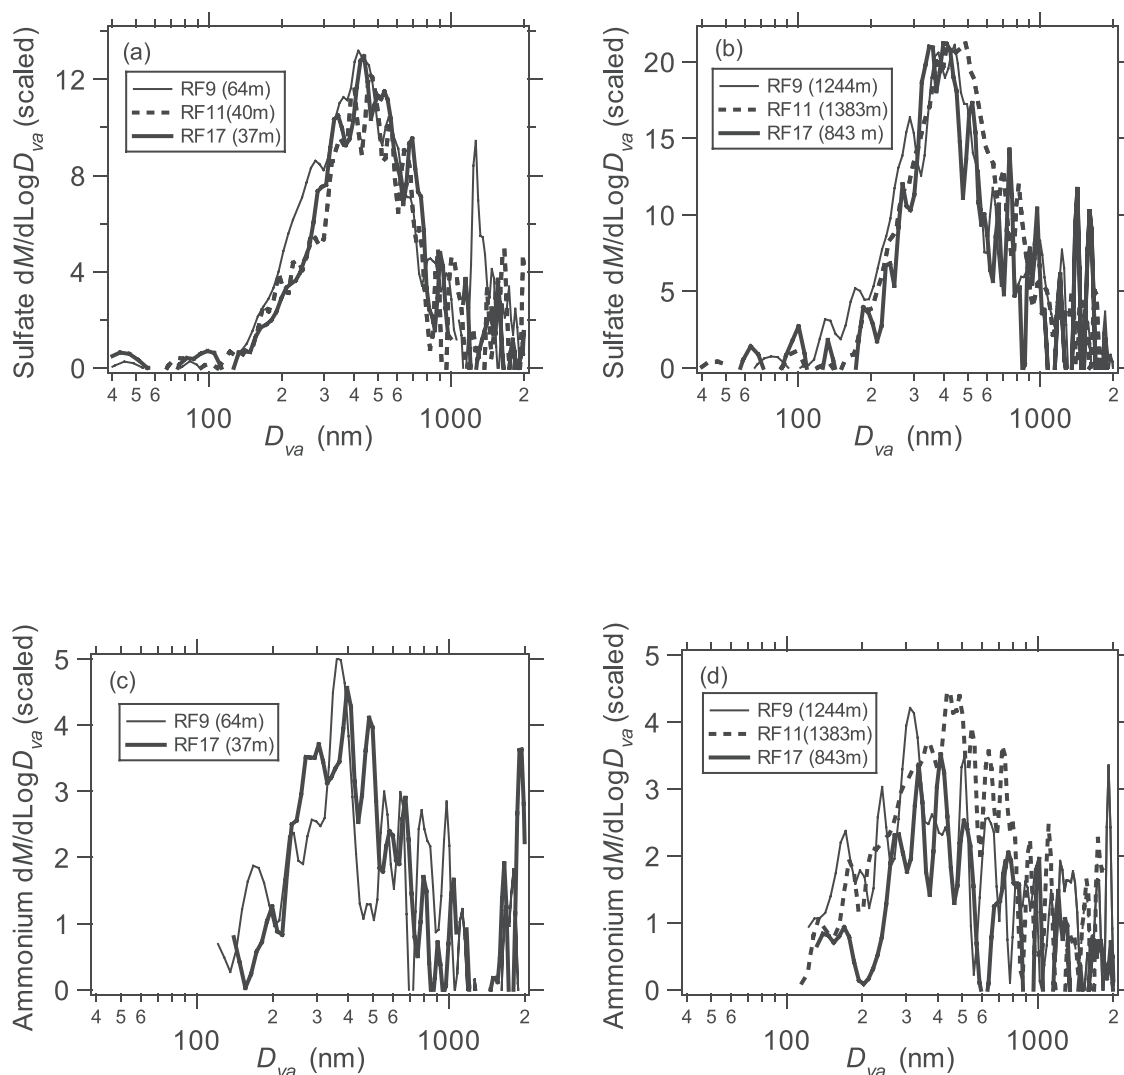 (a)
RF9 (64m)
RF11(40m)
RF17 (37m)
Sulfate dM/dLogDva (scaled)
12
8
4
0
4 5 6 2 3 4 5 6 2
100 1000
Dva (nm)
(b)
RF9 (1244m)
RF11 (1383m)
RF17 (843 m)
Sulfate dM/dLogDva (scaled)
20
15
10
5
0
4 5 6 2 3 4 5 6 2
100 1000
Dva (nm)
(c)
RF9 (64m)
RF17 (37m)
Ammonium dM/dLogDva (scaled)
5
4
3
2
1
0
4 5 6 2 3 4 5 6 2
100 1000
Dva (nm)
(d)
RF9 (1244m)
RF11(1383m)
RF17 (843m)
Ammonium dM/dLogDva (scaled)
5
4
3
2
1
0
4 5 6 2 3 4 5 6 2
100 1000
Dva (nm)